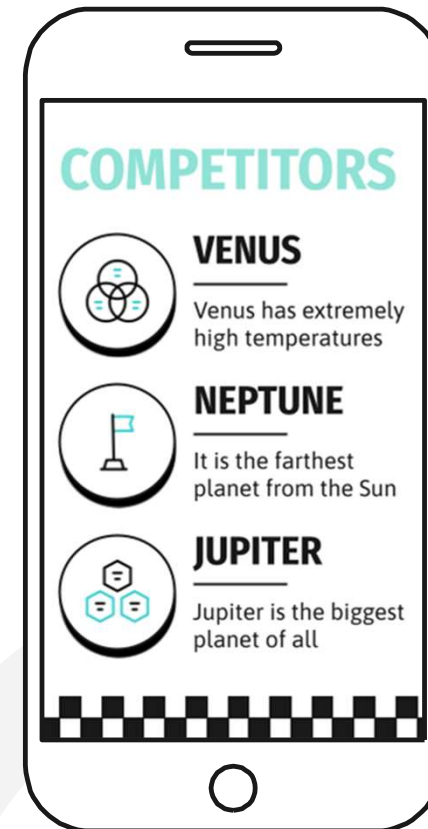 COMPETITORS
VENUS
Venus has extremely
high temperatures
NEPTUNE
It is the farthest
planet from the Sun
JUPITER
Jupiter is the biggest
planet of all